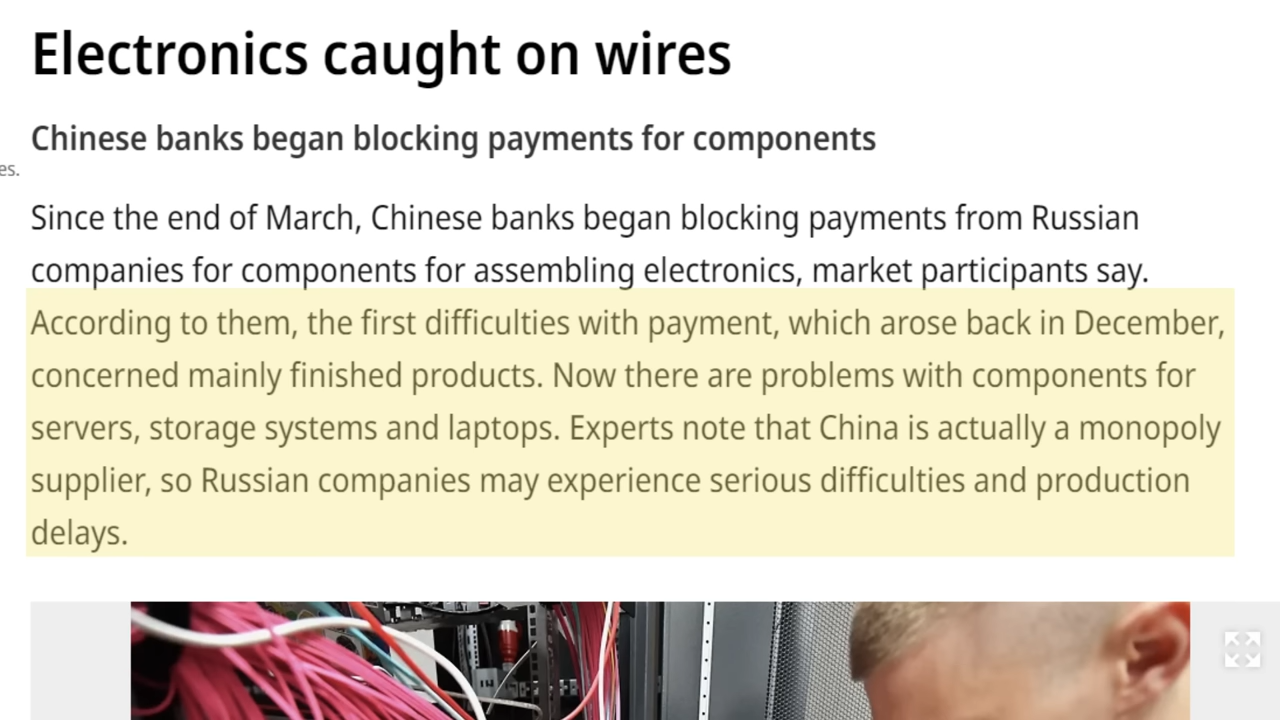 Electronics caught on wires
Chinese banks began blocking payments for components
es.
Since the end of March, Chinese banks began blocking payments from Russian
companies for components for assembling electronics, market participants say.
According to them, the first difficulties with payment, which arose back in December,
concerned mainly finished products. Now there are problems with components for
servers, storage systems and laptops. Experts note that China is actually a monopoly
supplier, so Russian companies may experience serious difficulties and production
delays.